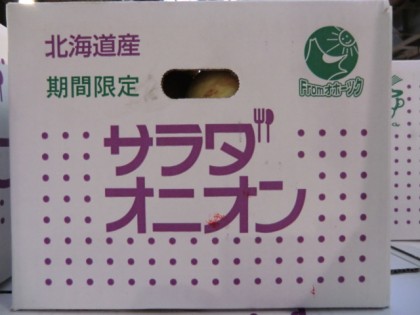 北海道産
期間限定
Fromオホーツク
サラダ
オニオン